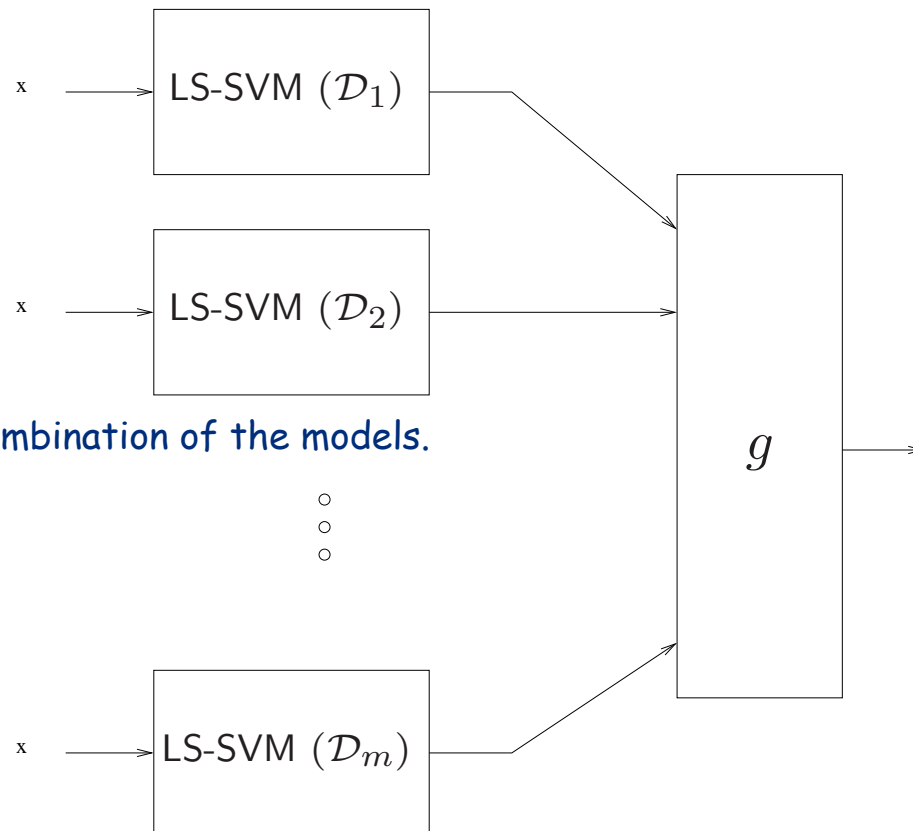 x LS-SVM (𝒟₁)
x LS-SVM (𝒟₂)
mbination of the models.
g
x LS-SVM (𝒟ₘ)